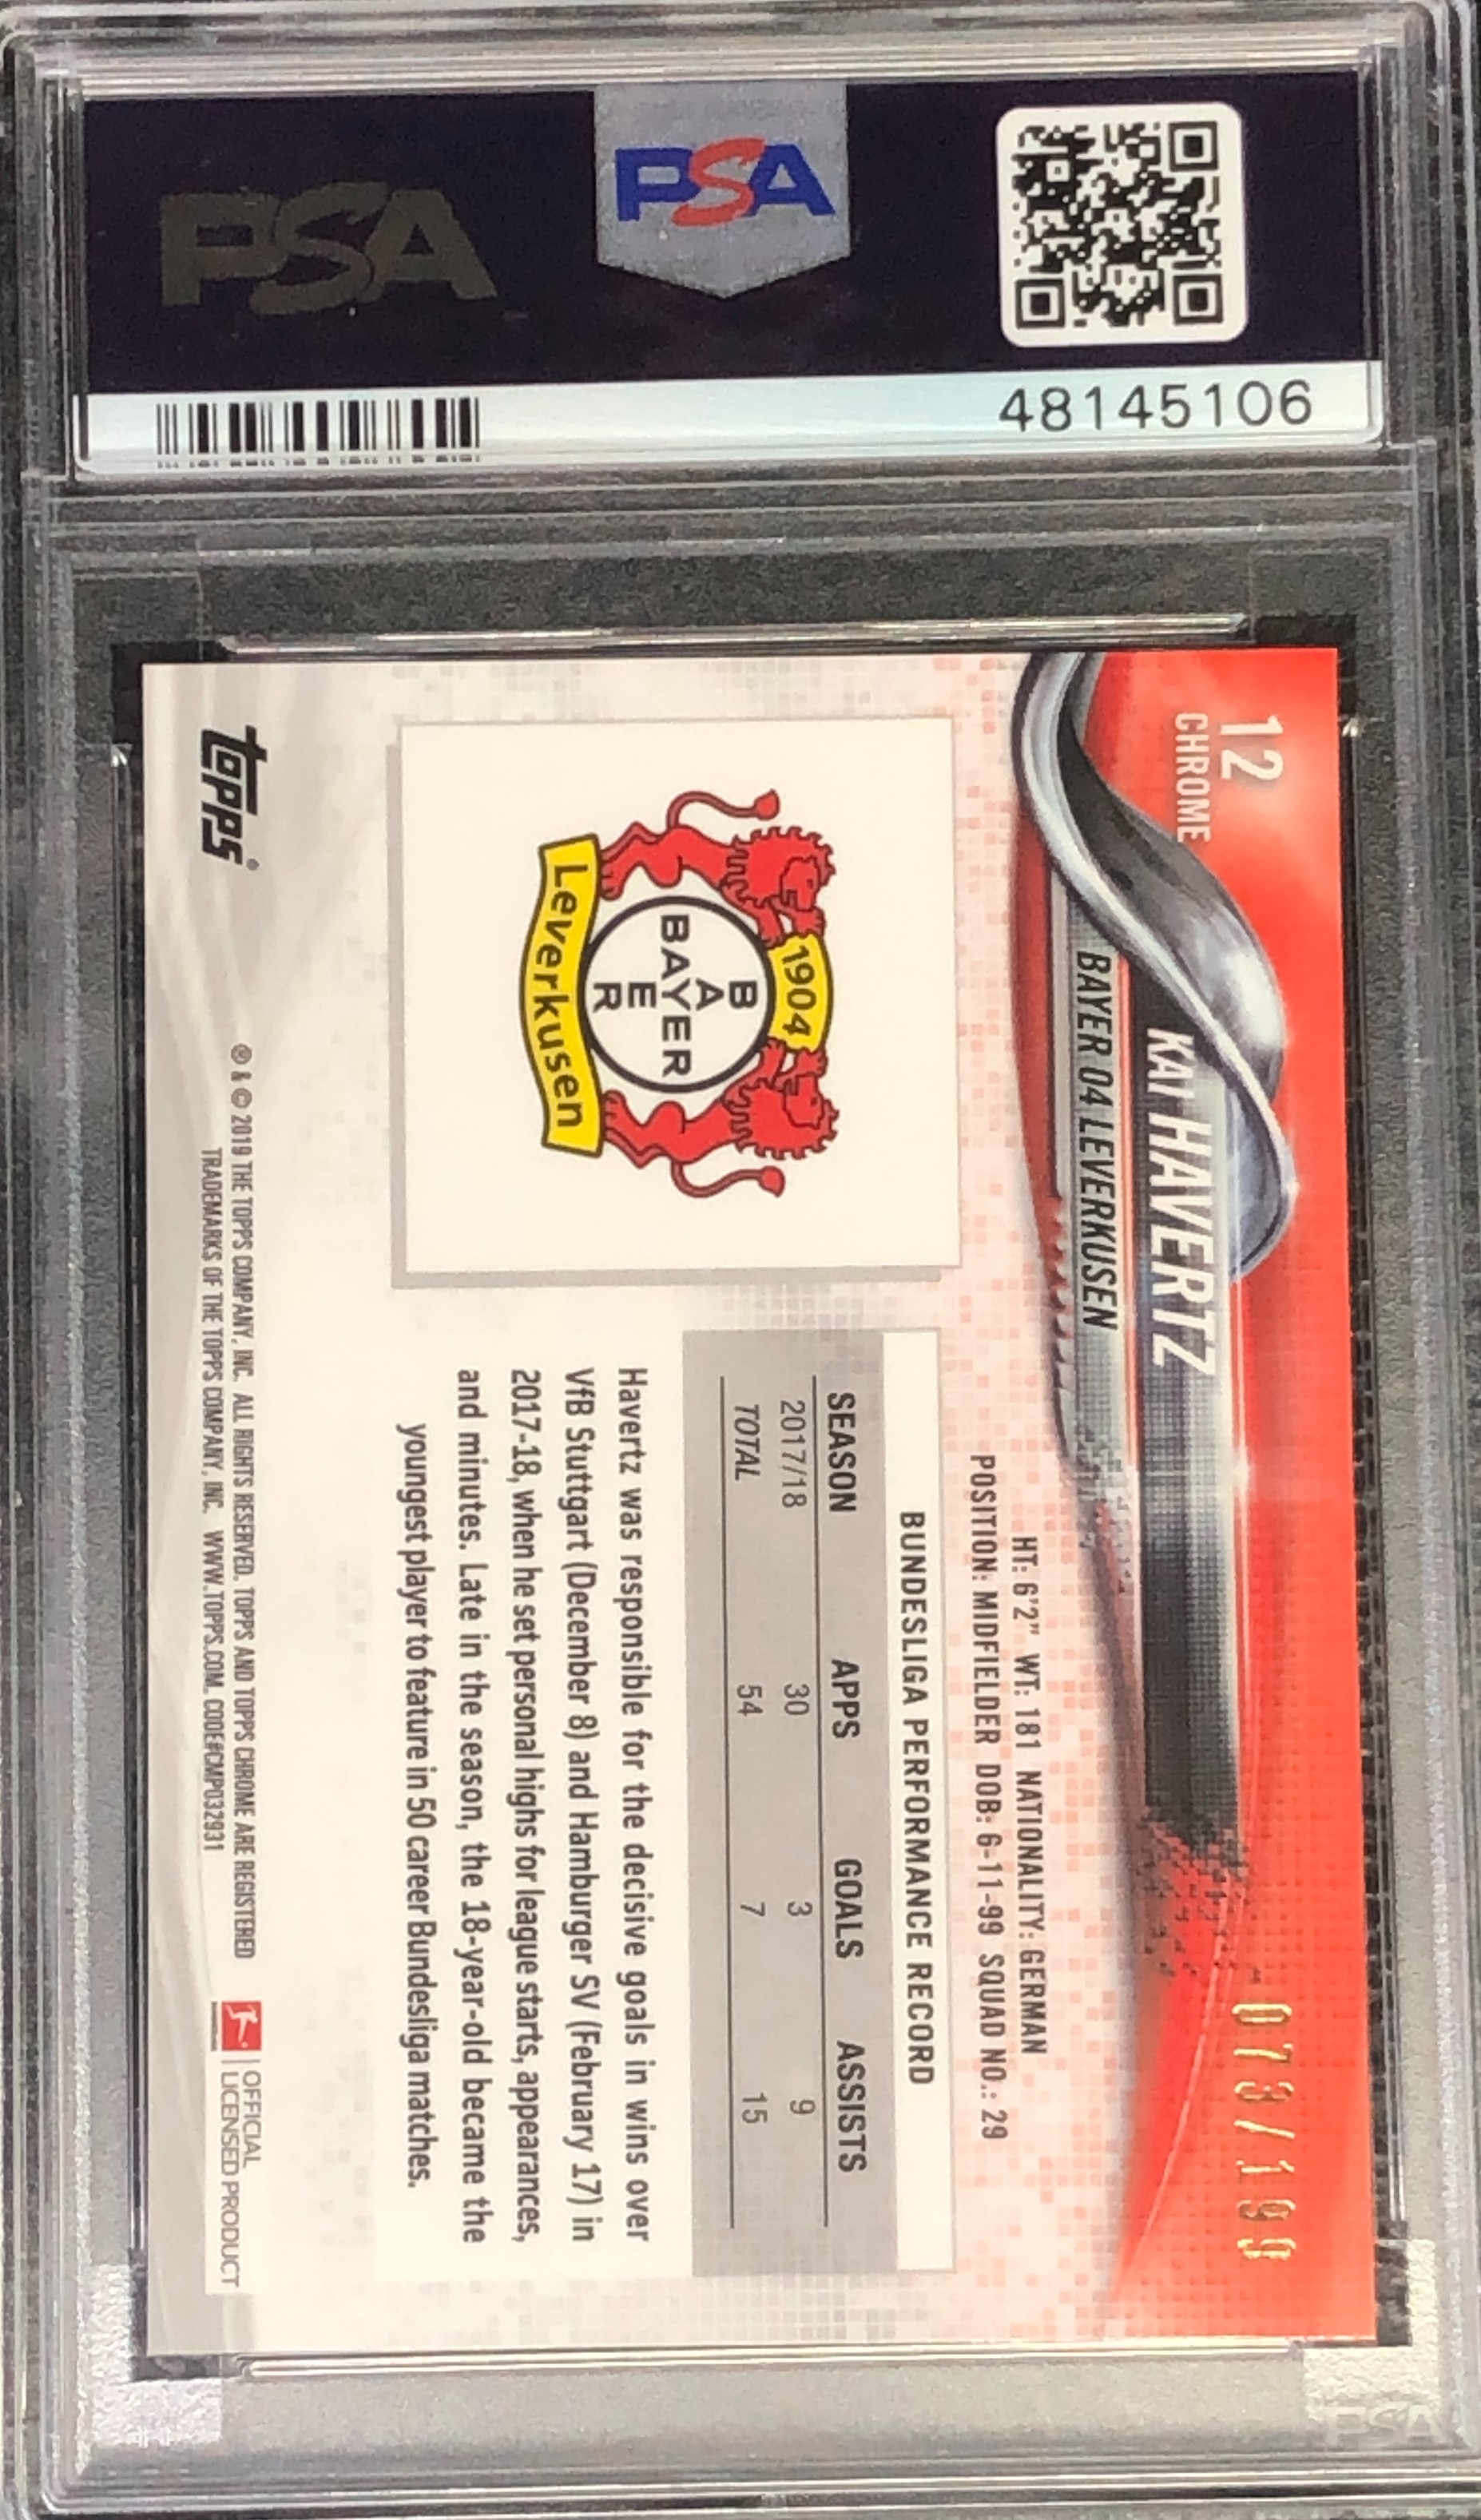 PSA
PSA
48145106
12
CHROME
KAI HAVERTZ
BAYER 04 LEVERKUSEN
073/199
HT: 6'2" WT: 181 NATIONALITY: GERMAN
POSITION: MIDFIELDER DOB: 6-11-99 SQUAD NO.: 29
1904
B
A
BAYER
E
R
Leverkusen
BUNDESLIGA PERFORMANCE RECORD
SEASON APPS GOALS ASSISTS
2017/18 30 3 9
TOTAL 54 7 15
Havertz was responsible for the decisive goals in wins over
VfB Stuttgart (December 8) and Hamburger SV (February 17) in
2017-18, when he set personal highs for league starts, appearances,
and minutes. Late in the season, the 18-year-old became the
youngest player to feature in 50 career Bundesliga matches.
topps®
® & © 2019 THE TOPPS COMPANY, INC. ALL RIGHTS RESERVED. TOPPS AND TOPPS CHROME ARE REGISTERED
TRADEMARKS OF THE TOPPS COMPANY, INC. WWW.TOPPS.COM. CODE#CMP032931
OFFICIAL
LICENSED PRODUCT
PSA